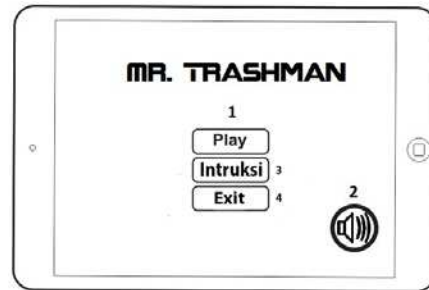 MR. TRASHMAN
1
Play
Intruksi 3
Exit 4
2